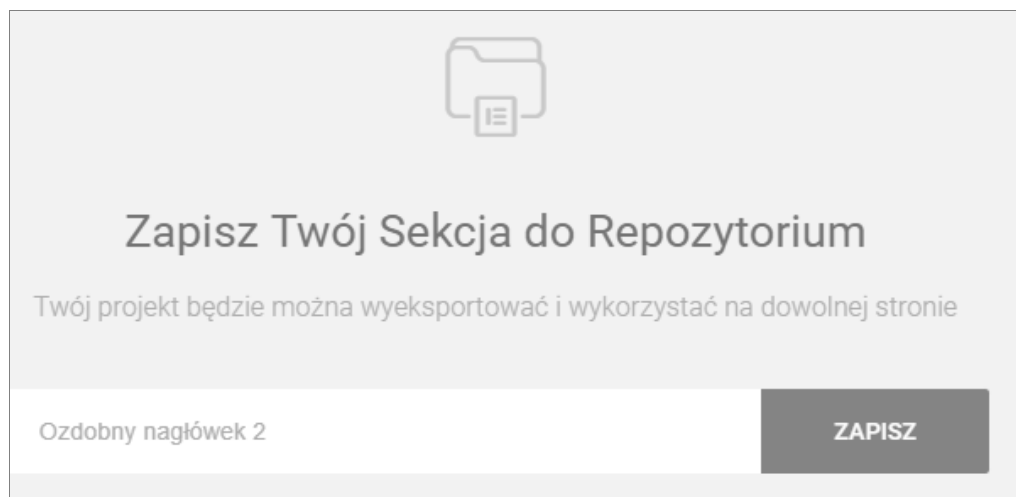 Zapisz Twój Sekcja do Repozytorium
Twój projekt będzie można wyeksportować i wykorzystać na dowolnej stronie
Ozdobny nagłówek 2
ZAPISZ